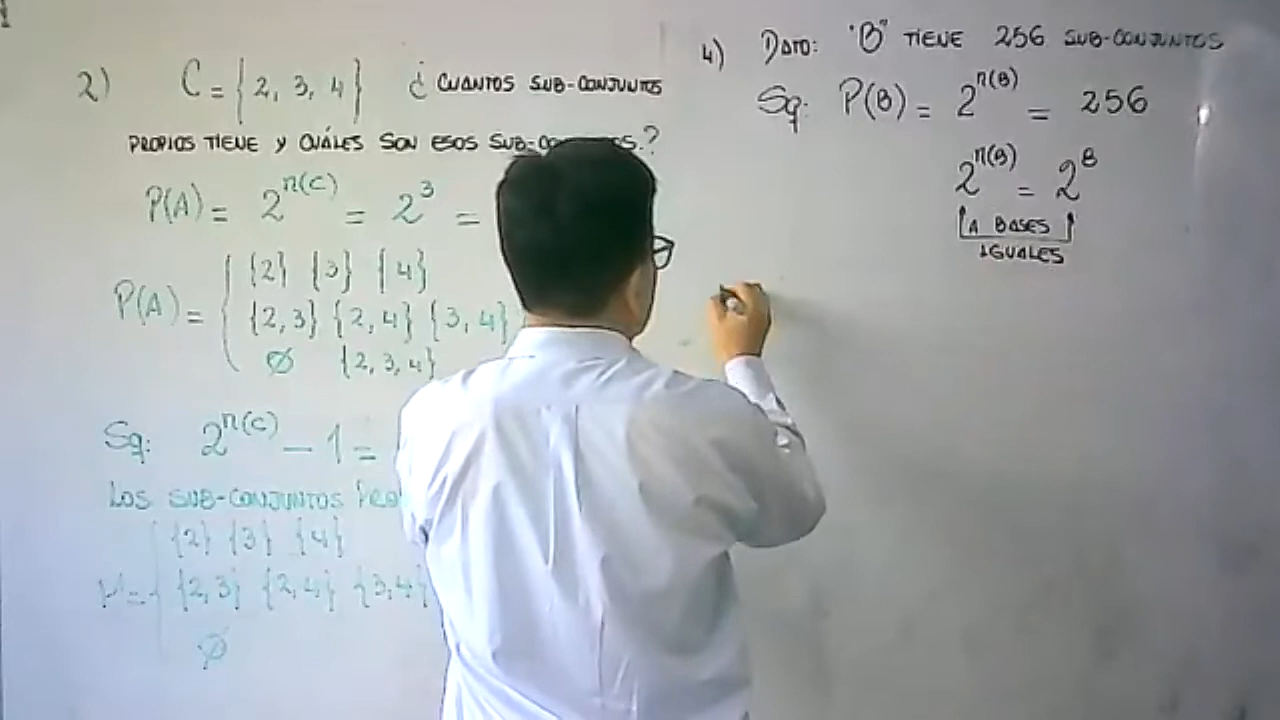 2) C = {2, 3, 4} ¿ CUANTOS SUB-CONJUNTOS
PROPIOS TIENE Y CUÁLES SON ESOS SUB-CONJUNTOS.?
P(A) = 2^n(C) = 2^3 =
P(A) = { {2} {3} {4}
{2,3} {2,4} {3,4}
∅ {2,3,4}
Sq: 2^n(C) - 1 =
LOS SUB-CONJUNTOS
{2} {3} {4}
{2,3} {2,4} {3,4}
∅
4) DATO: "B" TIENE 256 SUB-CONJUNTOS
Sq: P(B) = 2^n(B) = 256
2^n(B) = 2^8
A BASES
IGUALES